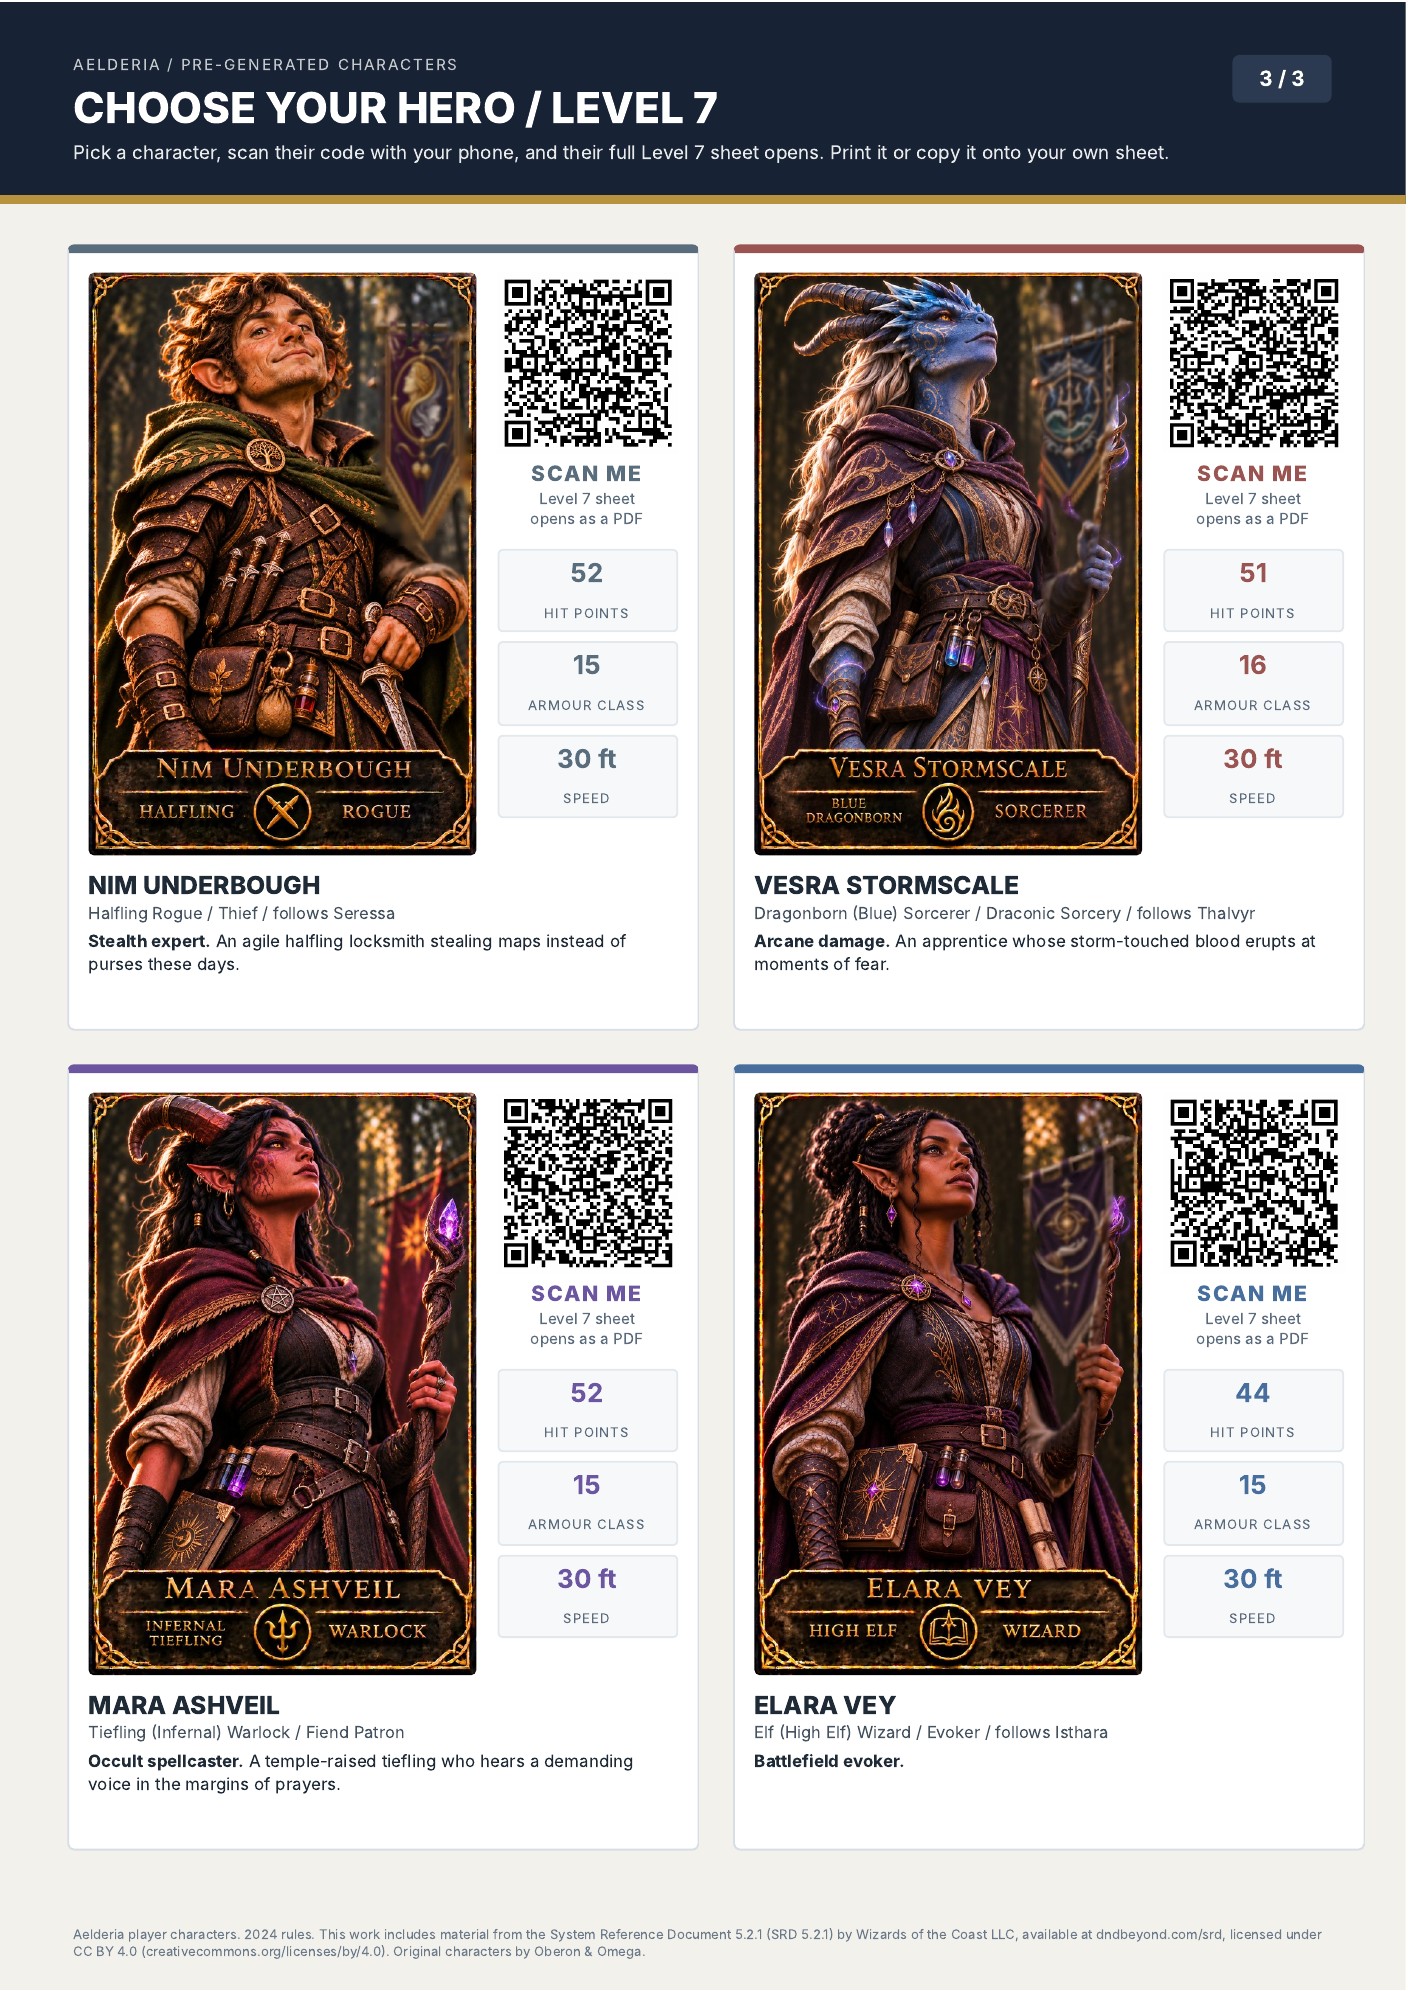 AELDERIA / PRE-GENERATED CHARACTERS
CHOOSE YOUR HERO / LEVEL 7
Pick a character, scan their code with your phone, and their full Level 7 sheet opens. Print it or copy it onto your own sheet.
3 / 3
NIM UNDERBOUGH
HALFLING
ROGUE
SCAN ME
Level 7 sheet
opens as a PDF
52
HIT POINTS
15
ARMOUR CLASS
30 ft
SPEED
NIM UNDERBOUGH
Halfling Rogue / Thief / follows Seressa
Stealth expert. An agile halfling locksmith stealing maps instead of
purses these days.
VESRA STORMSCALE
BLUE
DRAGONBORN
SORCERER
SCAN ME
Level 7 sheet
opens as a PDF
51
HIT POINTS
16
ARMOUR CLASS
30 ft
SPEED
VESRA STORMSCALE
Dragonborn (Blue) Sorcerer / Draconic Sorcery / follows Thalvyr
Arcane damage. An apprentice whose storm-touched blood erupts at
moments of fear.
MARA ASHVEIL
INFERNAL
TIEFLING
WARLOCK
SCAN ME
Level 7 sheet
opens as a PDF
52
HIT POINTS
15
ARMOUR CLASS
30 ft
SPEED
MARA ASHVEIL
Tiefling (Infernal) Warlock / Fiend Patron
Occult spellcaster. A temple-raised tiefling who hears a demanding
voice in the margins of prayers.
ELARA VEY
HIGH ELF
WIZARD
SCAN ME
Level 7 sheet
opens as a PDF
44
HIT POINTS
15
ARMOUR CLASS
30 ft
SPEED
ELARA VEY
Elf (High Elf) Wizard / Evoker / follows Isthara
Battlefield evoker.
Aelderia player characters. 2024 rules. This work includes material from the System Reference Document 5.2.1 (SRD 5.2.1) by Wizards of the Coast LLC, available at dndbeyond.com/srd, licensed under
CC BY 4.0 (creativecommons.org/licenses/by/4.0). Original characters by Oberon & Omega.